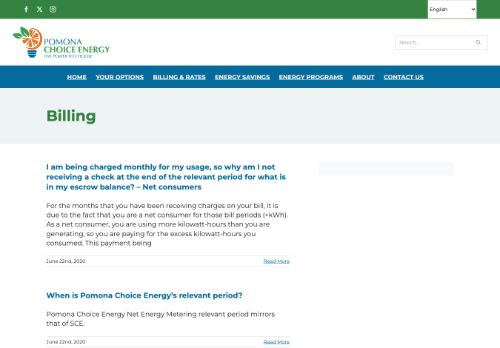 English
POMONA
CHOICE ENERGY
THE POWER TO CHOOSE
Search...
HOME
YOUR OPTIONS
BILLING & RATES
ENERGY SAVINGS
ENERGY PROGRAMS
ABOUT
CONTACT US
Billing
I am being charged monthly for my usage, so why am I not
receiving a check at the end of the relevant period for what is
in my escrow balance? – Net consumers
For the months that you have been receiving charges on your bill, it is
due to the fact that you are a net consumer for those bill periods (+kWh).
As a net consumer, you are using more kilowatt-hours than you are
generating, so you are paying for the excess kilowatt-hours you
consumed. This payment being
June 22nd, 2020
Read More
When is Pomona Choice Energy's relevant period?
Pomona Choice Energy Net Energy Metering relevant period mirrors
that of SCE.
June 22nd, 2020
Read More